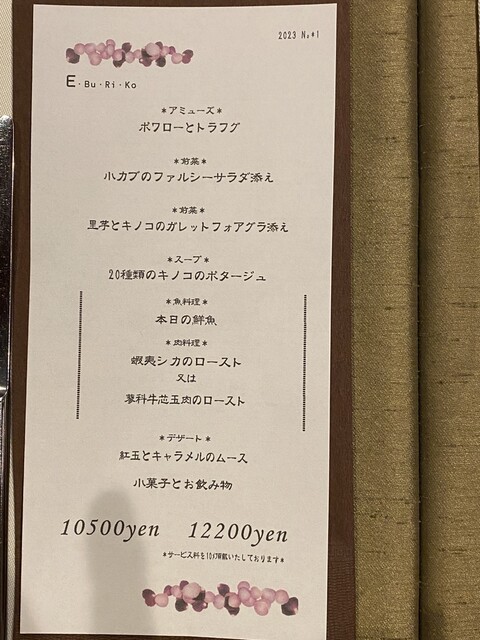 2023 No.1
E・Bu・Ri・Ko
*アミューズ*
ポワローとトラフグ
*前菜*
小カブのファルシーサラダ添え
*前菜*
里芋とキノコのガレットフォアグラ添え
*スープ*
20種類のキノコのポタージュ
*魚料理*
本日の鮮魚
*肉料理*
蝦夷シカのロースト
又は
蓼科牛芯玉肉のロースト
*デザート*
紅玉とキャラメルのムース
小菓子とお飲み物
10500yen 12200yen
*サービス料を10%頂戴いたしております*